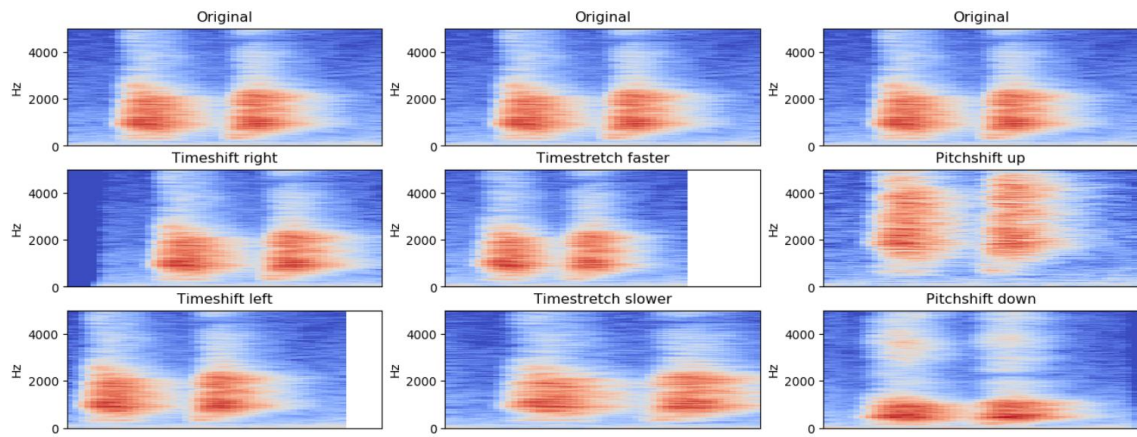 Original Original Original
4000 4000 4000
Hz Hz Hz
2000 2000 2000
0 0 0
Timeshift right Timestretch faster Pitchshift up
4000 4000 4000
Hz Hz Hz
2000 2000 2000
0 0 0
Timeshift left Timestretch slower Pitchshift down
4000 4000 4000
Hz Hz Hz
2000 2000 2000
0 0 0